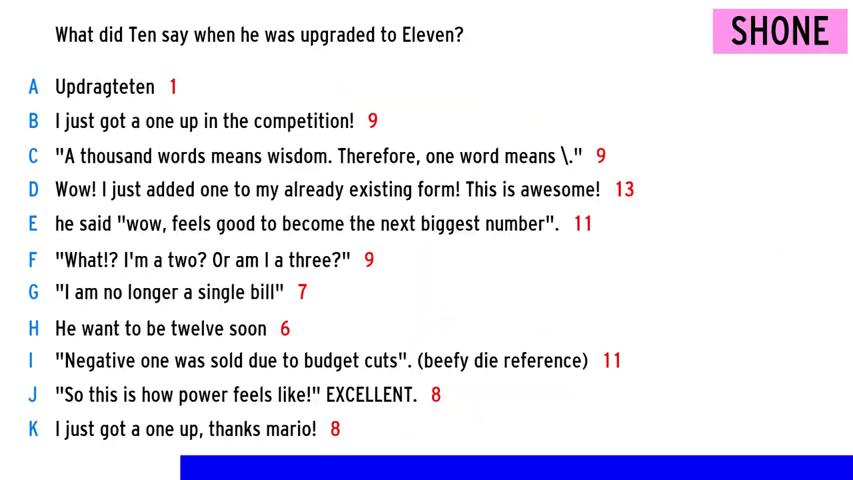 What did Ten say when he was upgraded to Eleven?
SHONE
A Updragteten 1
B I just got a one up in the competition! 9
C "A thousand words means wisdom. Therefore, one word means \." 9
D Wow! I just added one to my already existing form! This is awesome! 13
E he said "wow, feels good to become the next biggest number". 11
F "What!? I'm a two? Or am I a three?" 9
G "I am no longer a single bill" 7
H He want to be twelve soon 6
I "Negative one was sold due to budget cuts". (beefy die reference) 11
J "So this is how power feels like!" EXCELLENT. 8
K I just got a one up, thanks mario! 8